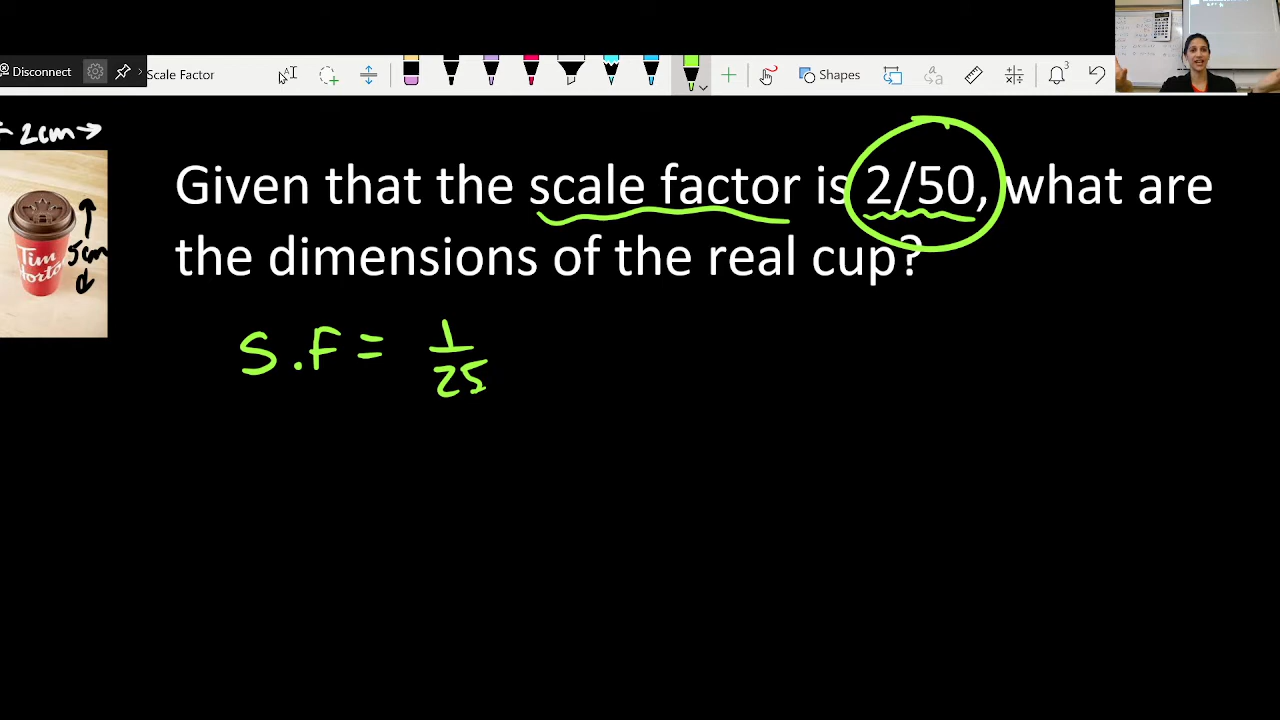 Disconnect
Scale Factor
Shapes
3
← 2cm →
5cm
Tim
Hortons
Given that the scale factor is 2/50, what are
the dimensions of the real cup?
S.F = 1/25